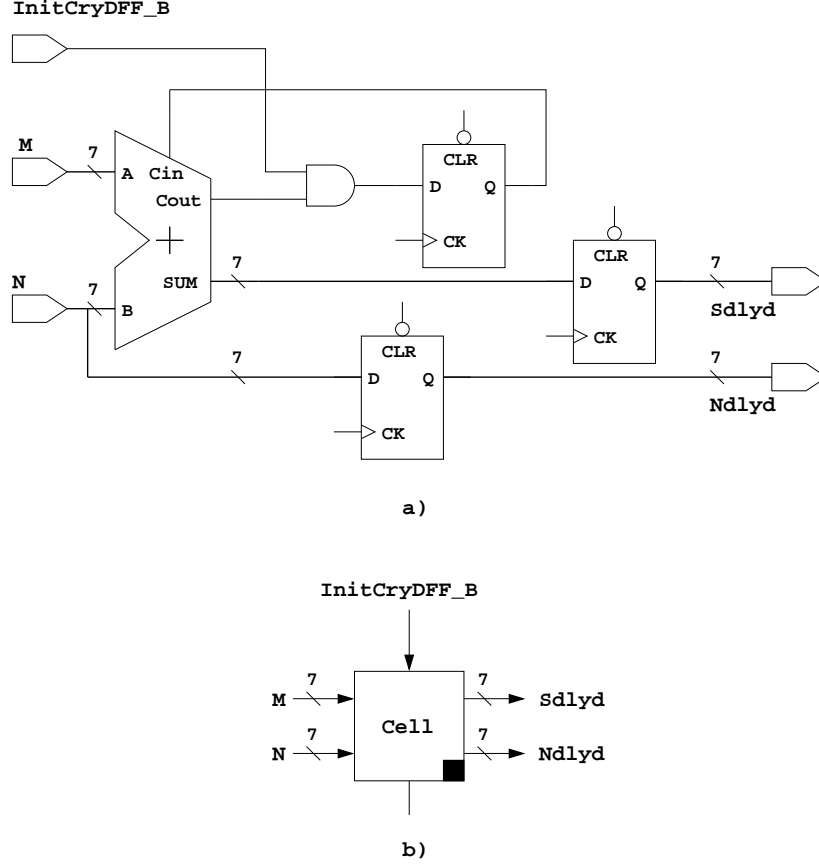 InitCryDFF_B
M
7
A
Cin
Cout
CLR
D
Q
CK
+
N
7
B
SUM
7
CLR
D
Q
CK
7
Sdlyd
7
CLR
D
Q
CK
7
Ndlyd
a)
InitCryDFF_B
M
7
Cell
7
Sdlyd
N
7
7
Ndlyd
b)